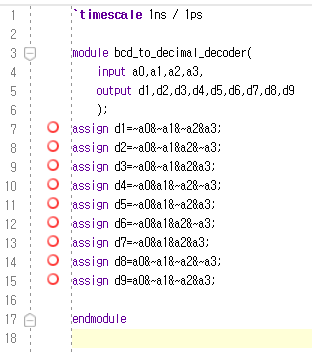 1 `timescale 1ns / 1ps
2
3 module bcd_to_decimal_decoder(
4 input a0,a1,a2,a3,
5 output d1,d2,d3,d4,d5,d6,d7,d8,d9
6 );
7 assign d1=~a0&~a1&~a2&a3;
8 assign d2=~a0&~a1&a2&~a3;
9 assign d3=~a0&~a1&a2&a3;
10 assign d4=~a0&a1&~a2&~a3;
11 assign d5=~a0&a1&~a2&a3;
12 assign d6=~a0&a1&a2&~a3;
13 assign d7=~a0&a1&a2&a3;
14 assign d8=a0&~a1&~a2&~a3;
15 assign d9=a0&~a1&~a2&a3;
16
17 endmodule
18